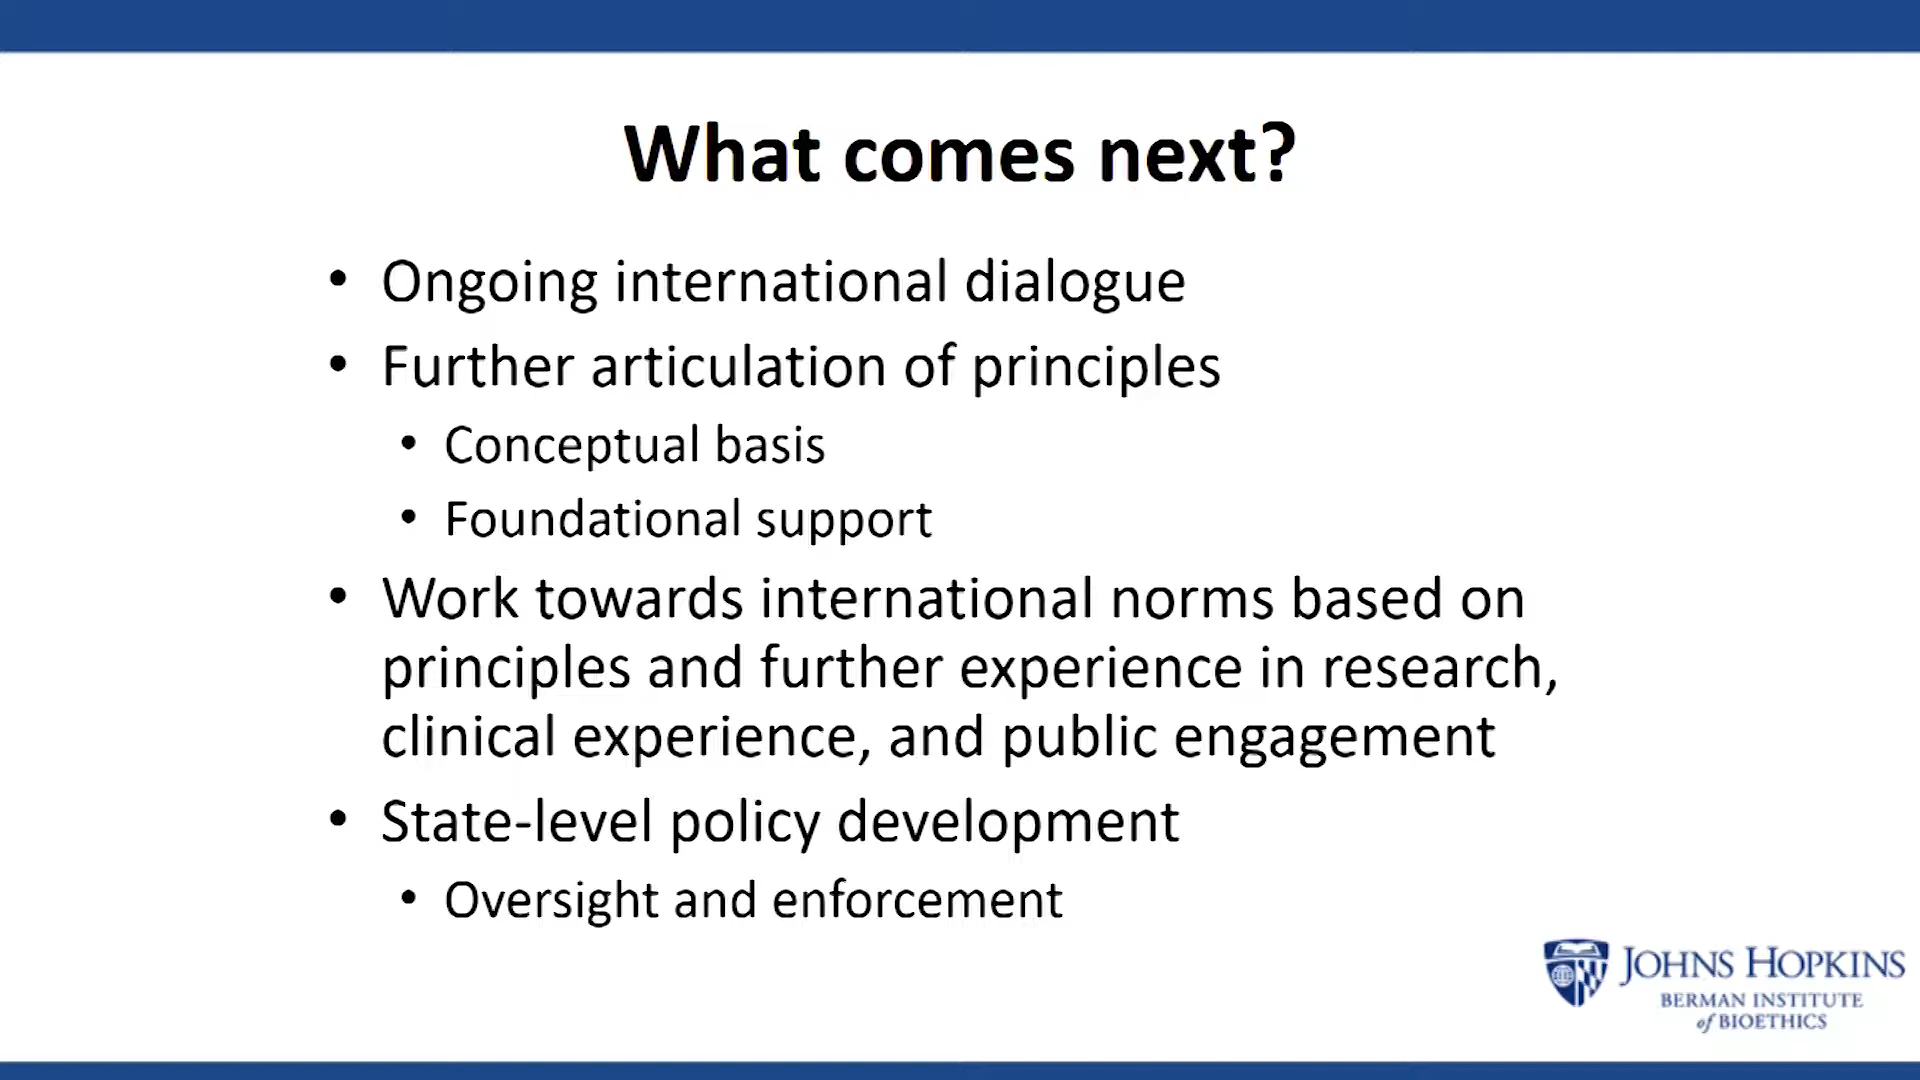 What comes next?
• Ongoing international dialogue
• Further articulation of principles
• Conceptual basis
• Foundational support
• Work towards international norms based on
principles and further experience in research,
clinical experience, and public engagement
• State-level policy development
• Oversight and enforcement
JOHNS HOPKINS
BERMAN INSTITUTE
of BIOETHICS